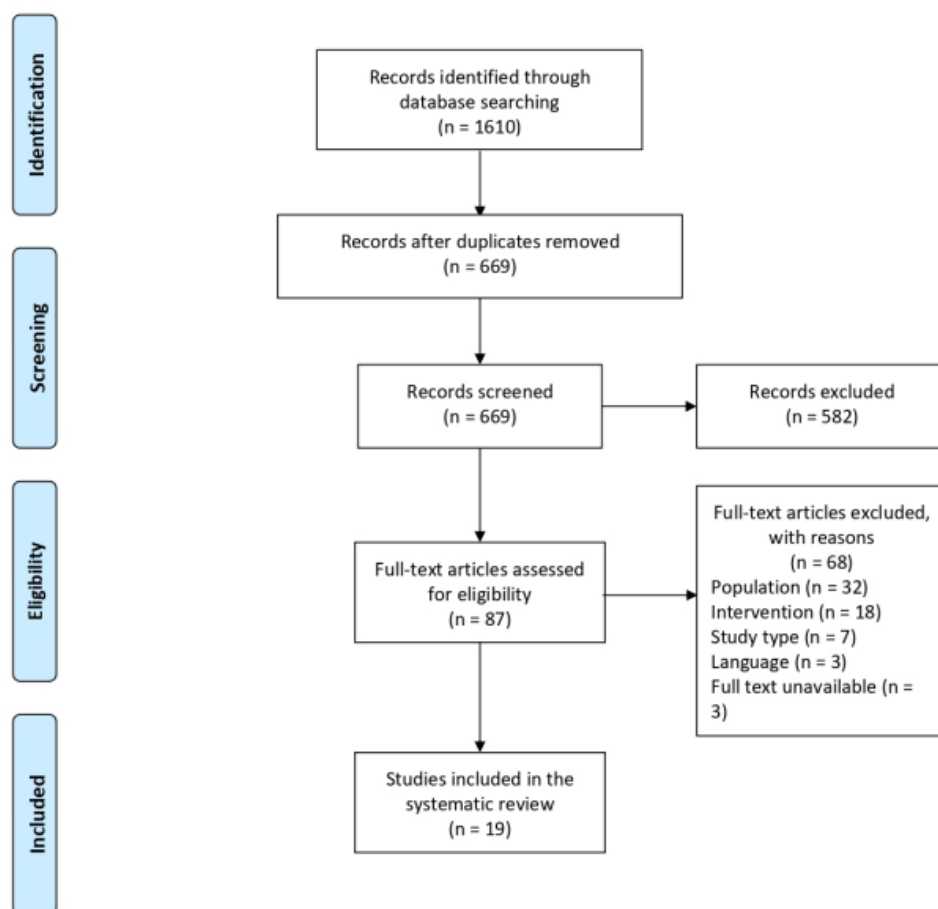 Identification
Records identified through
database searching
(n = 1610)
Records after duplicates removed
(n = 669)
Screening
Records screened
(n = 669)
Records excluded
(n = 582)
Eligibility
Full-text articles assessed
for eligibility
(n = 87)
Full-text articles excluded,
with reasons
(n = 68)
Population (n = 32)
Intervention (n = 18)
Study type (n = 7)
Language (n = 3)
Full text unavailable (n =
3)
Included
Studies included in the
systematic review
(n = 19)